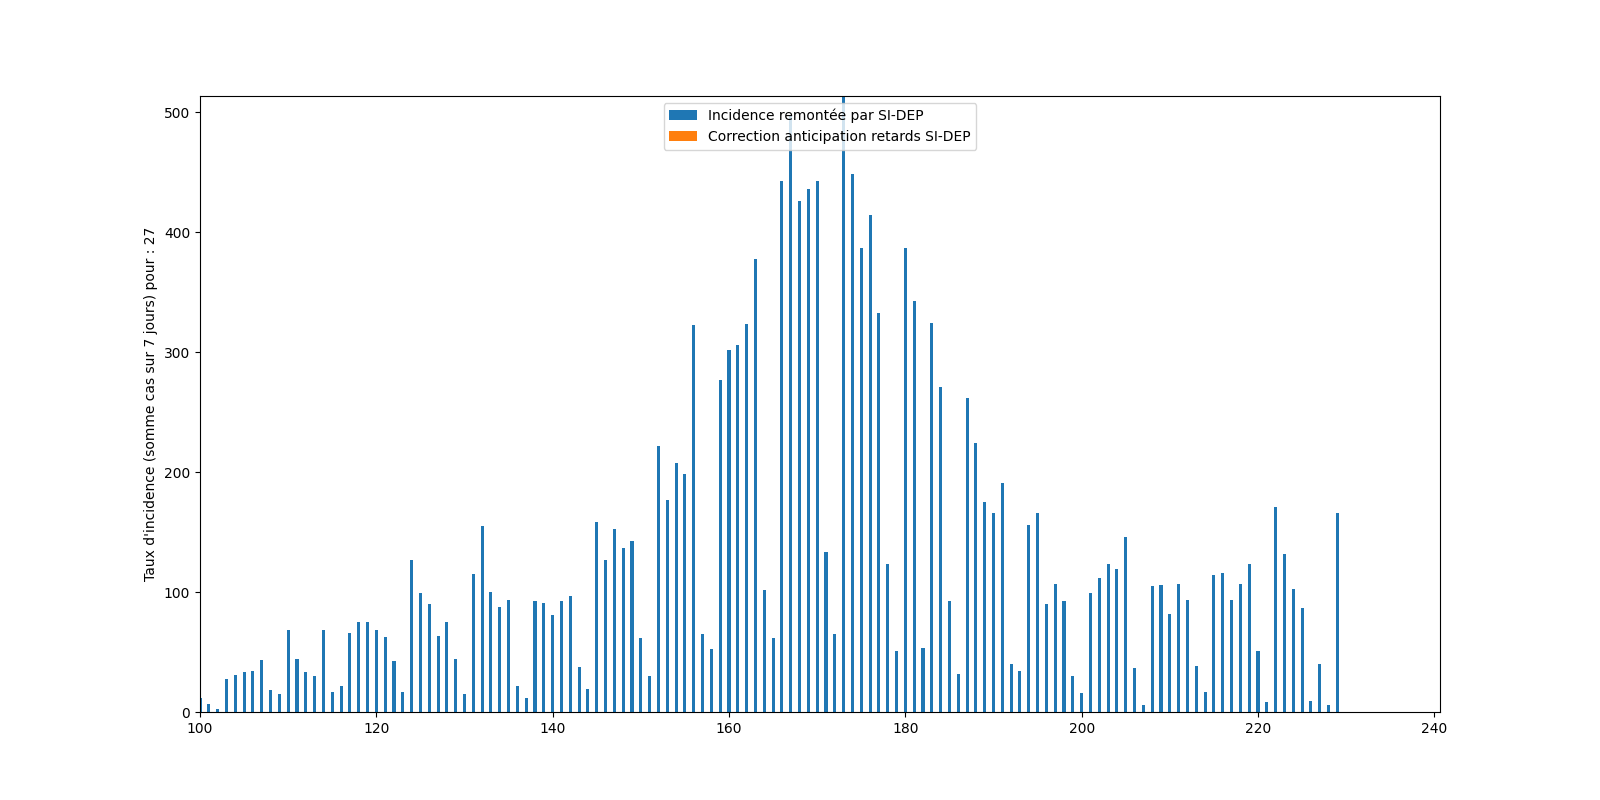 Incidence remontée par SI-DEP
Correction anticipation retards SI-DEP
Taux d'incidence (somme cas sur 7 jours) pour : 27
500
400
300
200
100
0
100 120 140 160 180 200 220 240